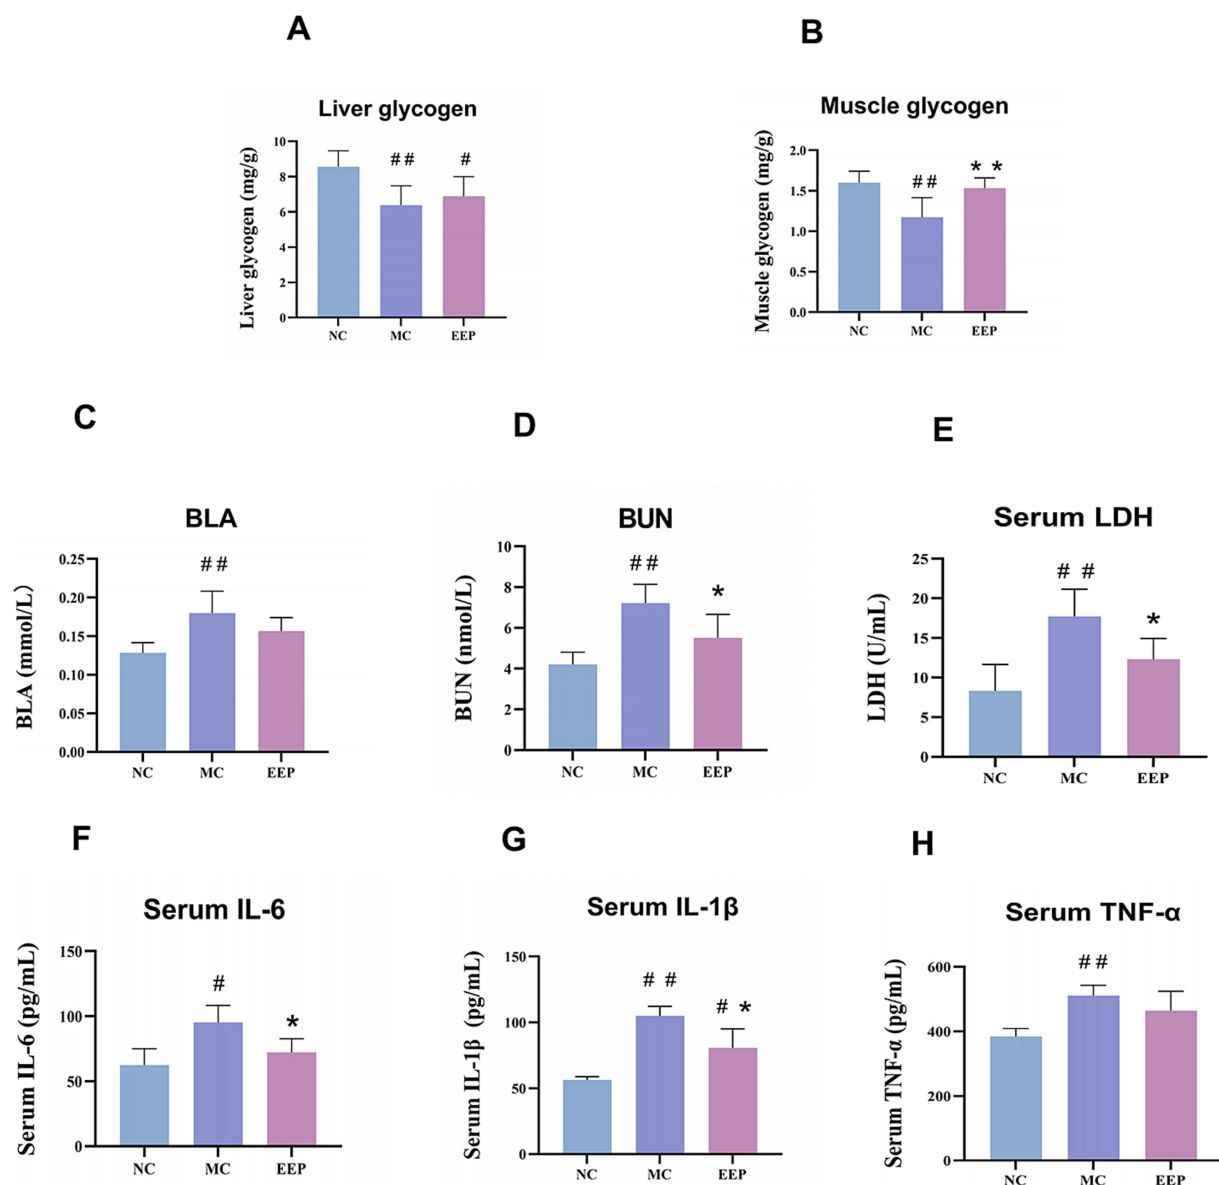 A
B
Liver glycogen
Muscle glycogen
Liver glycogen (mg/g)
10
8
6
4
2
0
##
#
NC
MC
EEP
Muscle glycogen (mg/g)
2.0
1.5
1.0
0.5
0.0
##
* *
NC
MC
EEP
C
D
E
BLA
BUN
Serum LDH
BLA (mmol/L)
0.25
0.20
0.15
0.10
0.05
0.00
##
NC
MC
EEP
BUN (nmol/L)
10
8
6
4
2
0
##
*
NC
MC
EEP
LDH (U/mL)
25
20
15
10
5
0
# #
*
NC
MC
EEP
F
G
H
Serum IL-6
Serum IL-1β
Serum TNF-α
Serum IL-6 (pg/mL)
150
100
50
0
#
*
NC
MC
EEP
Serum IL-1β (pg/mL)
150
100
50
0
# #
# *
NC
MC
EEP
Serum TNF-α (pg/mL)
600
400
200
0
##
NC
MC
EEP